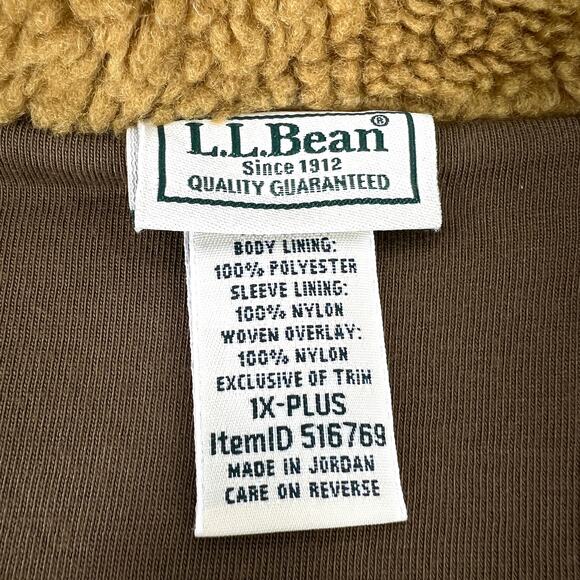 L.L.Bean®
Since 1912
QUALITY GUARANTEED
BODY LINING:
100% POLYESTER
SLEEVE LINING:
100% NYLON
WOVEN OVERLAY:
100% NYLON
EXCLUSIVE OF TRIM
1X-PLUS
ItemID 516769
MADE IN JORDAN
CARE ON REVERSE